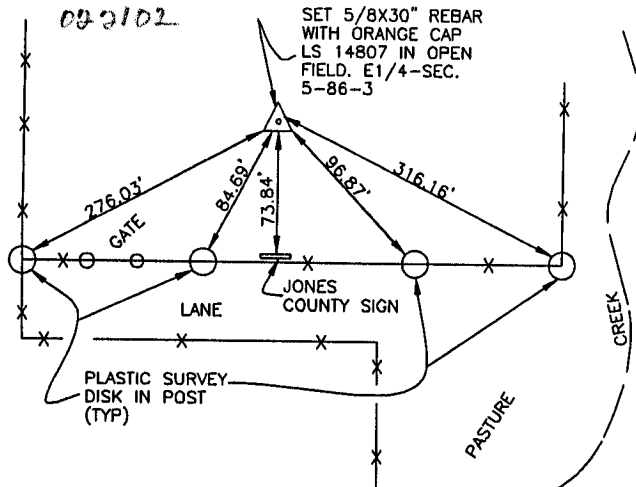 SET 5/8X30" REBAR
WITH ORANGE CAP
LS 14807 IN OPEN
FIELD. E1/4-SEC.
5-86-3
276.03'
84.69'
73.84'
96.87'
316.16'
GATE
LANE
JONES
COUNTY SIGN
PLASTIC SURVEY
DISK IN POST
(TYP)
PASTURE
CREEK